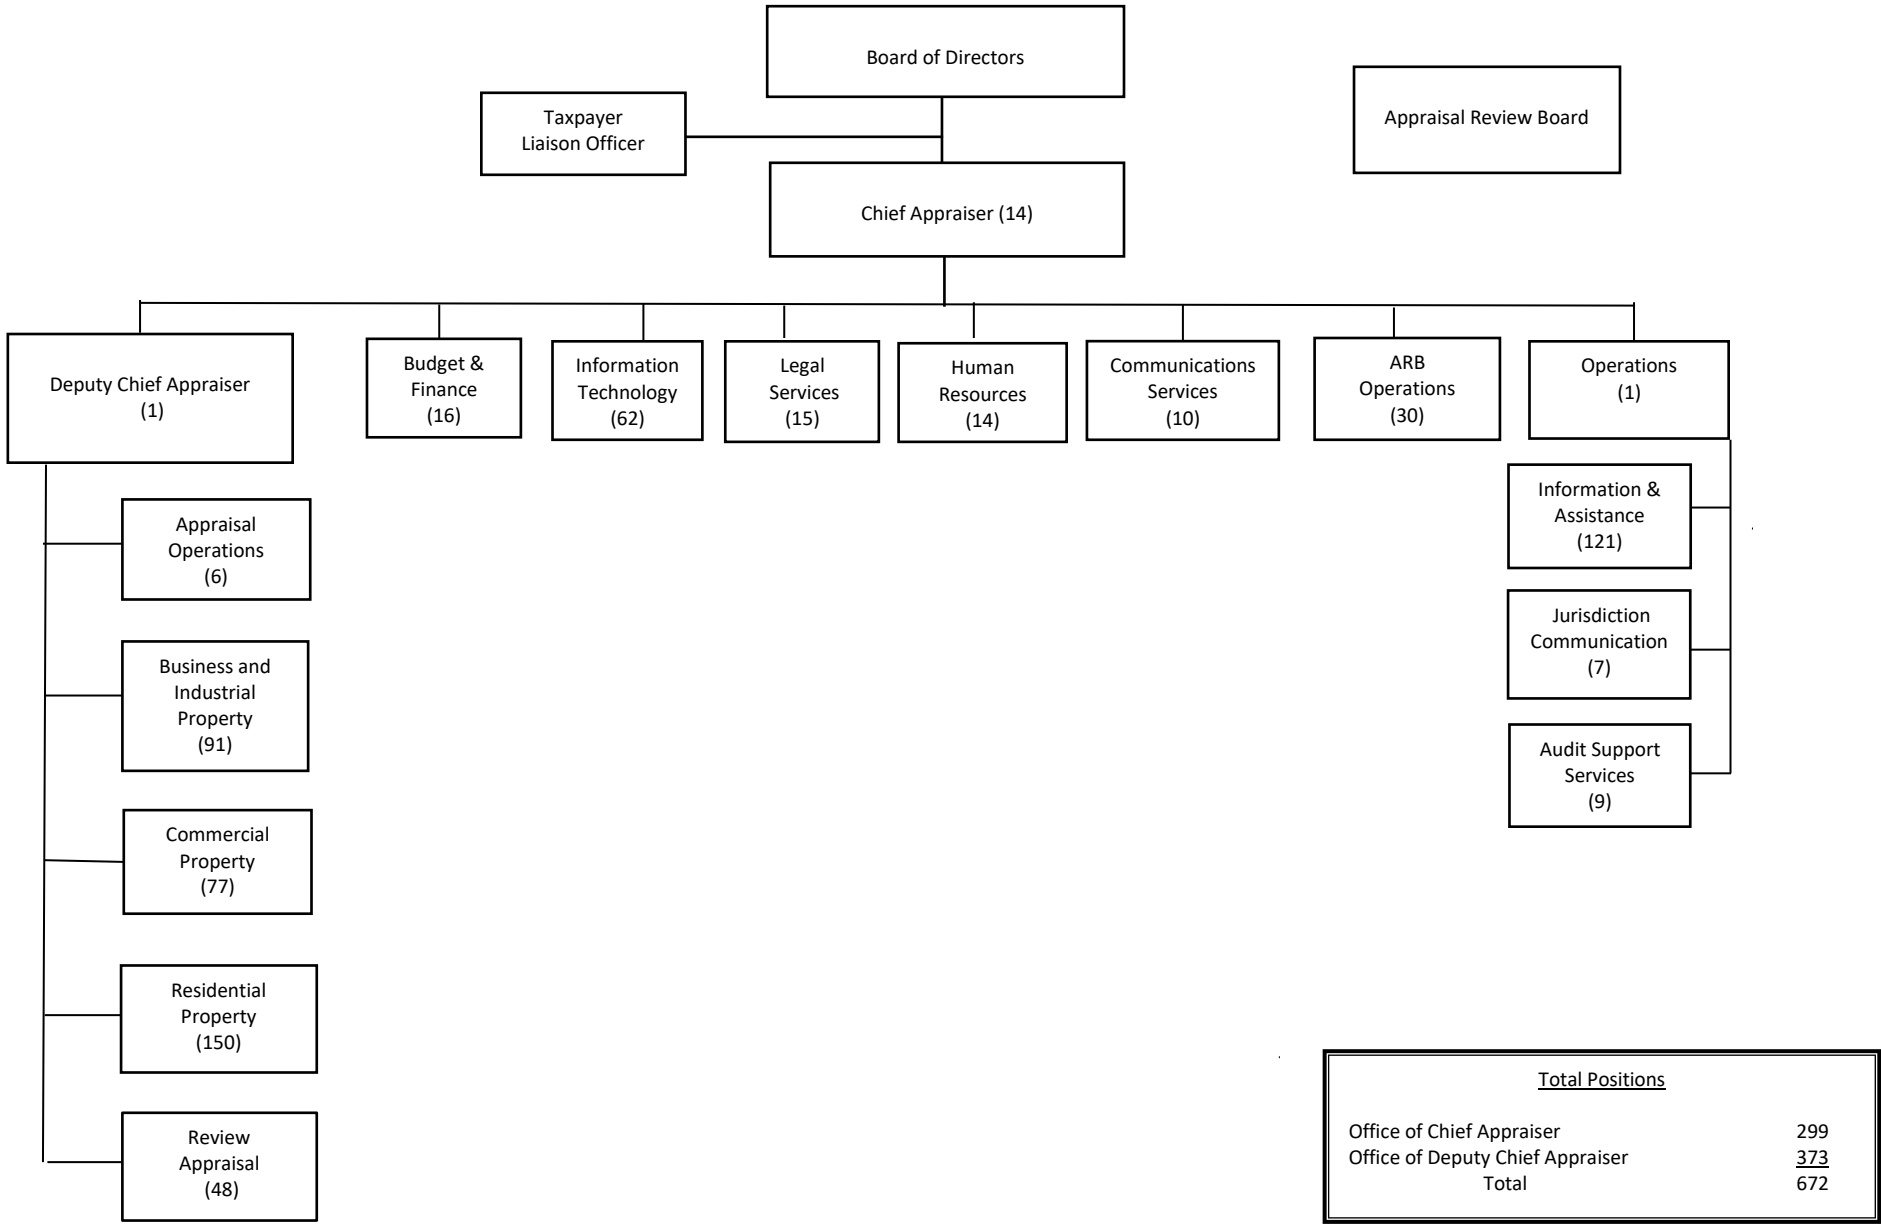 Board of Directors
Taxpayer
Liaison Officer
Appraisal Review Board
Chief Appraiser (14)
Deputy Chief Appraiser
(1)
Budget &
Finance
(16)
Information
Technology
(62)
Legal
Services
(15)
Human
Resources
(14)
Communications
Services
(10)
ARB
Operations
(30)
Operations
(1)
Appraisal
Operations
(6)
Business and
Industrial
Property
(91)
Commercial
Property
(77)
Residential
Property
(150)
Review
Appraisal
(48)
Information &
Assistance
(121)
Jurisdiction
Communication
(7)
Audit Support
Services
(9)
Total Positions
Office of Chief Appraiser 299
Office of Deputy Chief Appraiser 373
Total 672